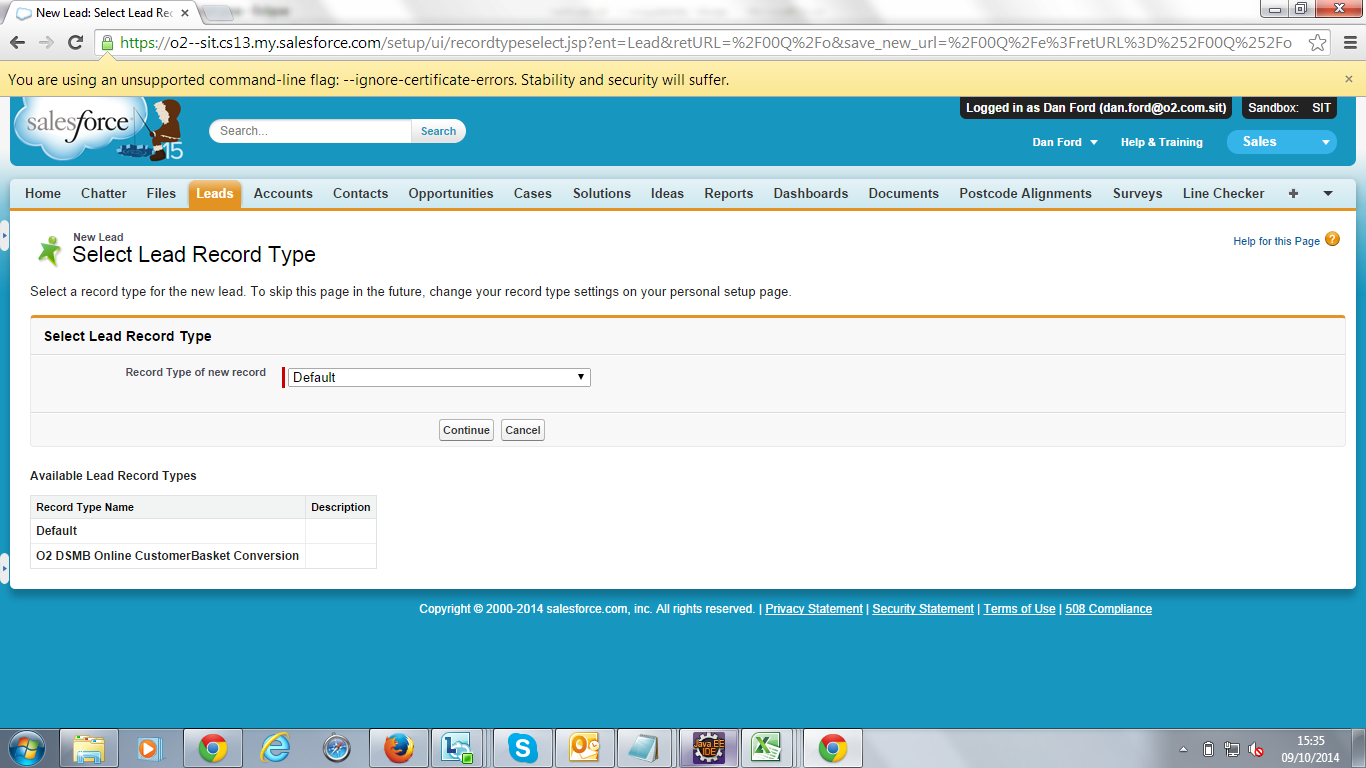 New Lead: Select Lead Rec
https://o2--sit.cs13.my.salesforce.com/setup/ui/recordtypeselect.jsp?ent=Lead&retURL=%2F00Q%2Fo&save_new_url=%2F00Q%2Fe%3FretURL%3D%252F00Q%252Fo
You are using an unsupported command-line flag: --ignore-certificate-errors. Stability and security will suffer.
salesforce
15
Search...
Search
Logged in as Dan Ford (dan.ford@o2.com.sit)
Sandbox: SIT
Dan Ford
Help & Training
Sales
Home Chatter Files Leads Accounts Contacts Opportunities Cases Solutions Ideas Reports Dashboards Documents Postcode Alignments Surveys Line Checker +
New Lead
Select Lead Record Type
Help for this Page ?
Select a record type for the new lead. To skip this page in the future, change your record type settings on your personal setup page.
Select Lead Record Type
Record Type of new record Default
Continue Cancel
Available Lead Record Types
Record Type Name Description
Default
O2 DSMB Online CustomerBasket Conversion
Copyright © 2000-2014 salesforce.com, inc. All rights reserved. | Privacy Statement | Security Statement | Terms of Use | 508 Compliance
Java EE
IDE
15:35
09/10/2014